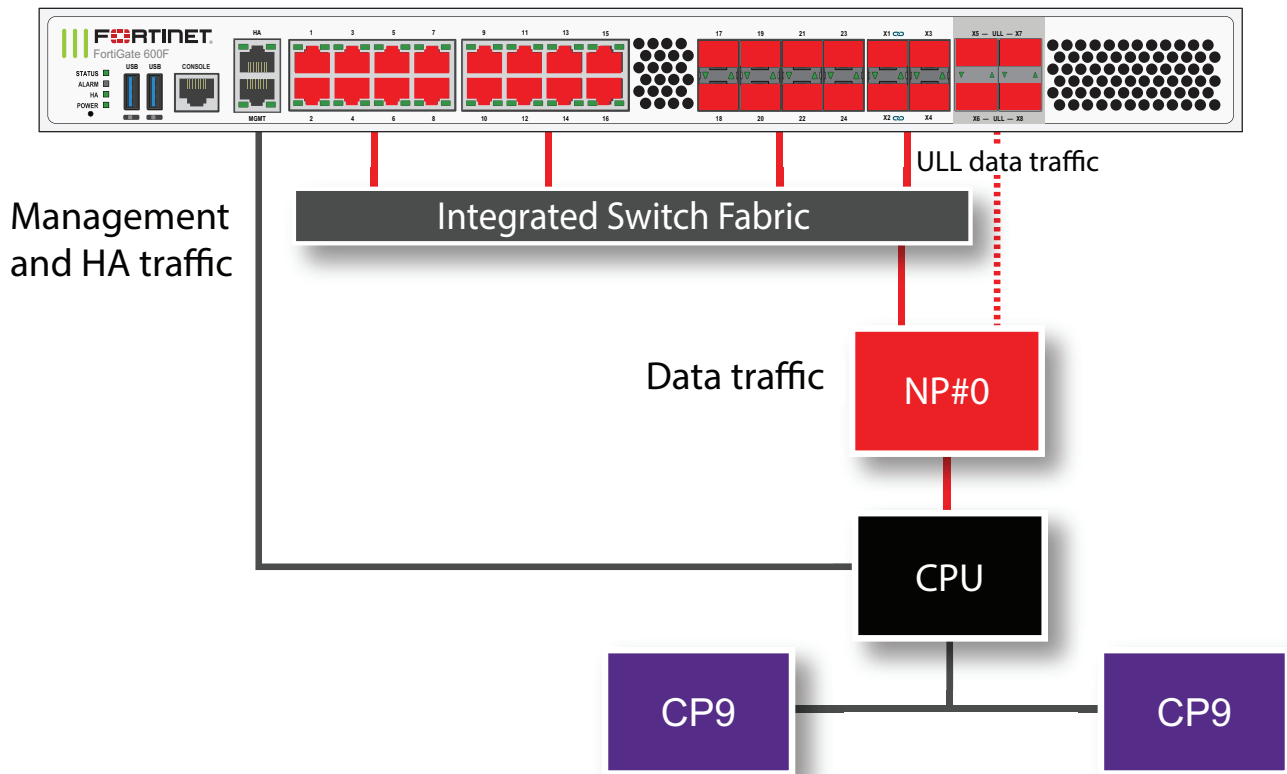 FORTINET
FortiGate 600F
STATUS
ALARM
HA
POWER
USB USB CONSOLE
HA
MGMT
1 3 5 7 9 11 13 15
2 4 6 8 10 12 14 16
17 19 21 23 X1 X3 X5 — ULL — X7
18 20 22 24 X2 X4 X6 — ULL — X8
ULL data traffic
Management
and HA traffic
Integrated Switch Fabric
Data traffic
NP#0
CPU
CP9
CP9